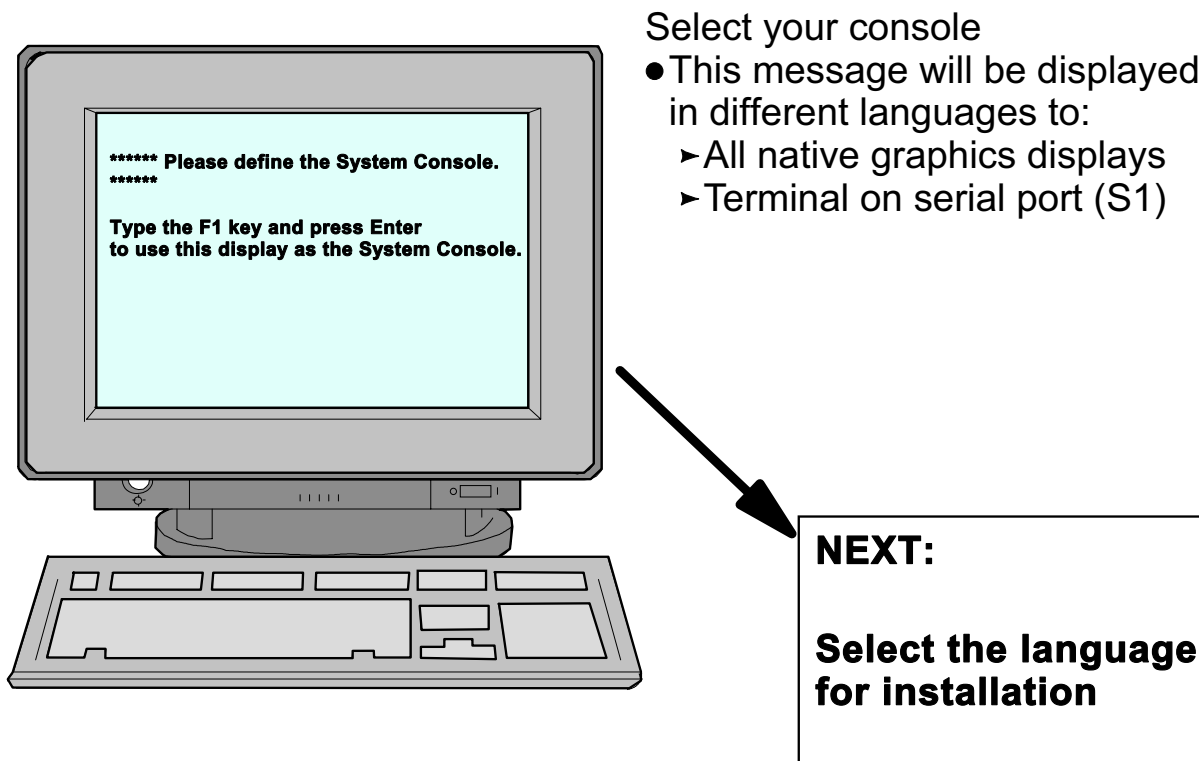 Select your console
●This message will be displayed
in different languages to:
➤All native graphics displays
➤Terminal on serial port (S1)
****** Please define the System Console.
******
Type the F1 key and press Enter
to use this display as the System Console.
NEXT:
Select the language
for installation